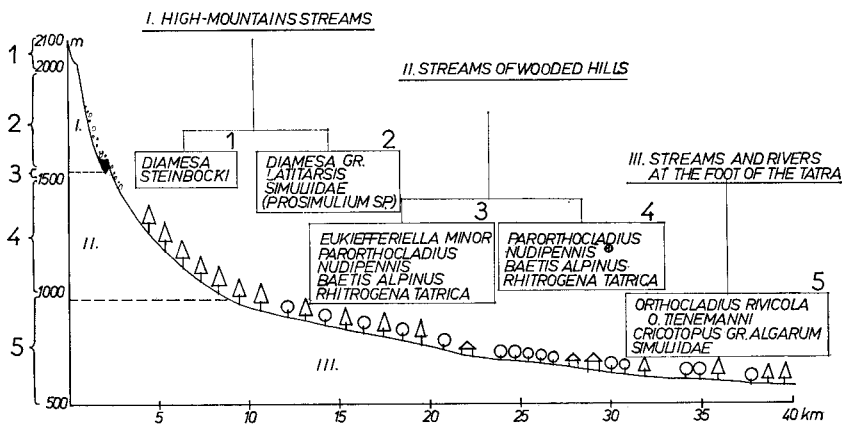 I. HIGH-MOUNTAINS STREAMS
II. STREAMS OF WOODED HILLS
III. STREAMS AND RIVERS
AT THE FOOT OF THE TATRA
1
DIAMESA
STEINBÖCKI
2
DIAMESA GR.
LATITARSIS
SIMULIIDAE
(PROSIMULIUM SP.)
3
EUKIEFFERIELLA MINOR
PARORTHOCLADIUS
NUDIPENNIS
BAETIS ALPINUS
RHITROGENA TATRICA
4
PARORTHOCLADIUS
NUDIPENNIS
BAETIS ALPINUS
RHITROGENA TATRICA
5
ORTHOCLADIUS RIVICOLA
O. TIENEMANNI
CRICOTOPUS GR. ALGARUM
SIMULIIDAE
1
2
3
4
5
2100 m
2000
1500
1000
500
I.
II.
III.
5 10 15 20 25 30 35 40 km